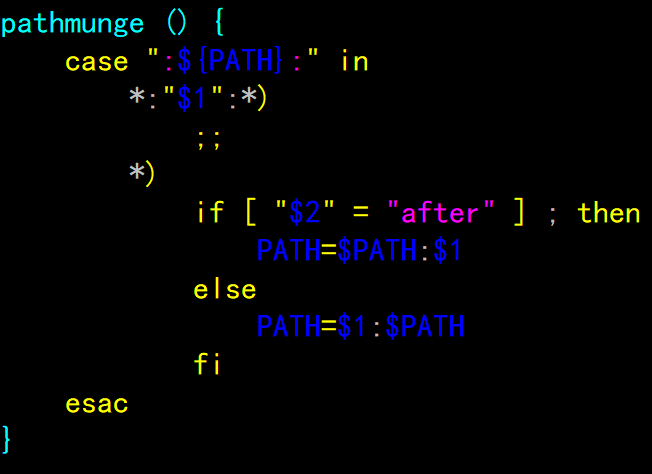 pathmunge () {
    case ":${PATH}:" in
        *:"$1":*)
            ;;
        *)
            if [ "$2" = "after" ] ; then
                PATH=$PATH:$1
            else
                PATH=$1:$PATH
            fi
    esac
}